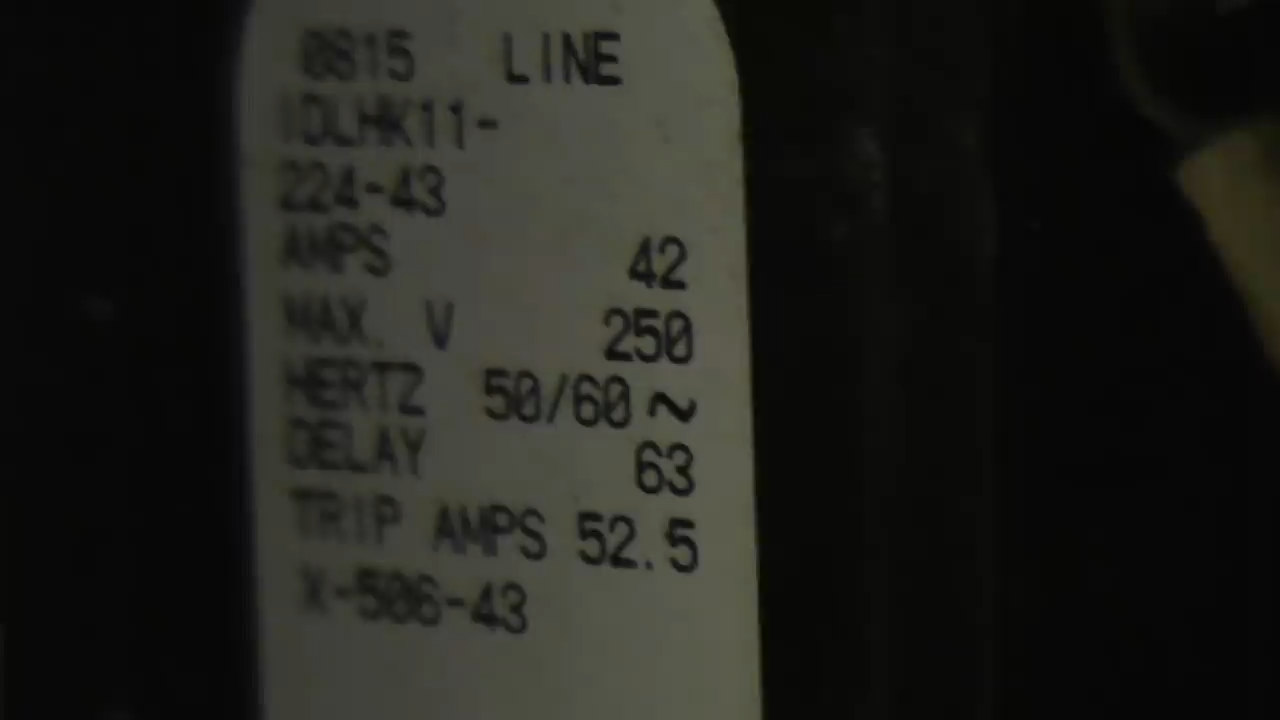 0815 LINE
IDLHK11-
224-43
AMPS 42
MAX. V 250
HERTZ 50/60~
DELAY 63
TRIP AMPS 52.5
X-506-43